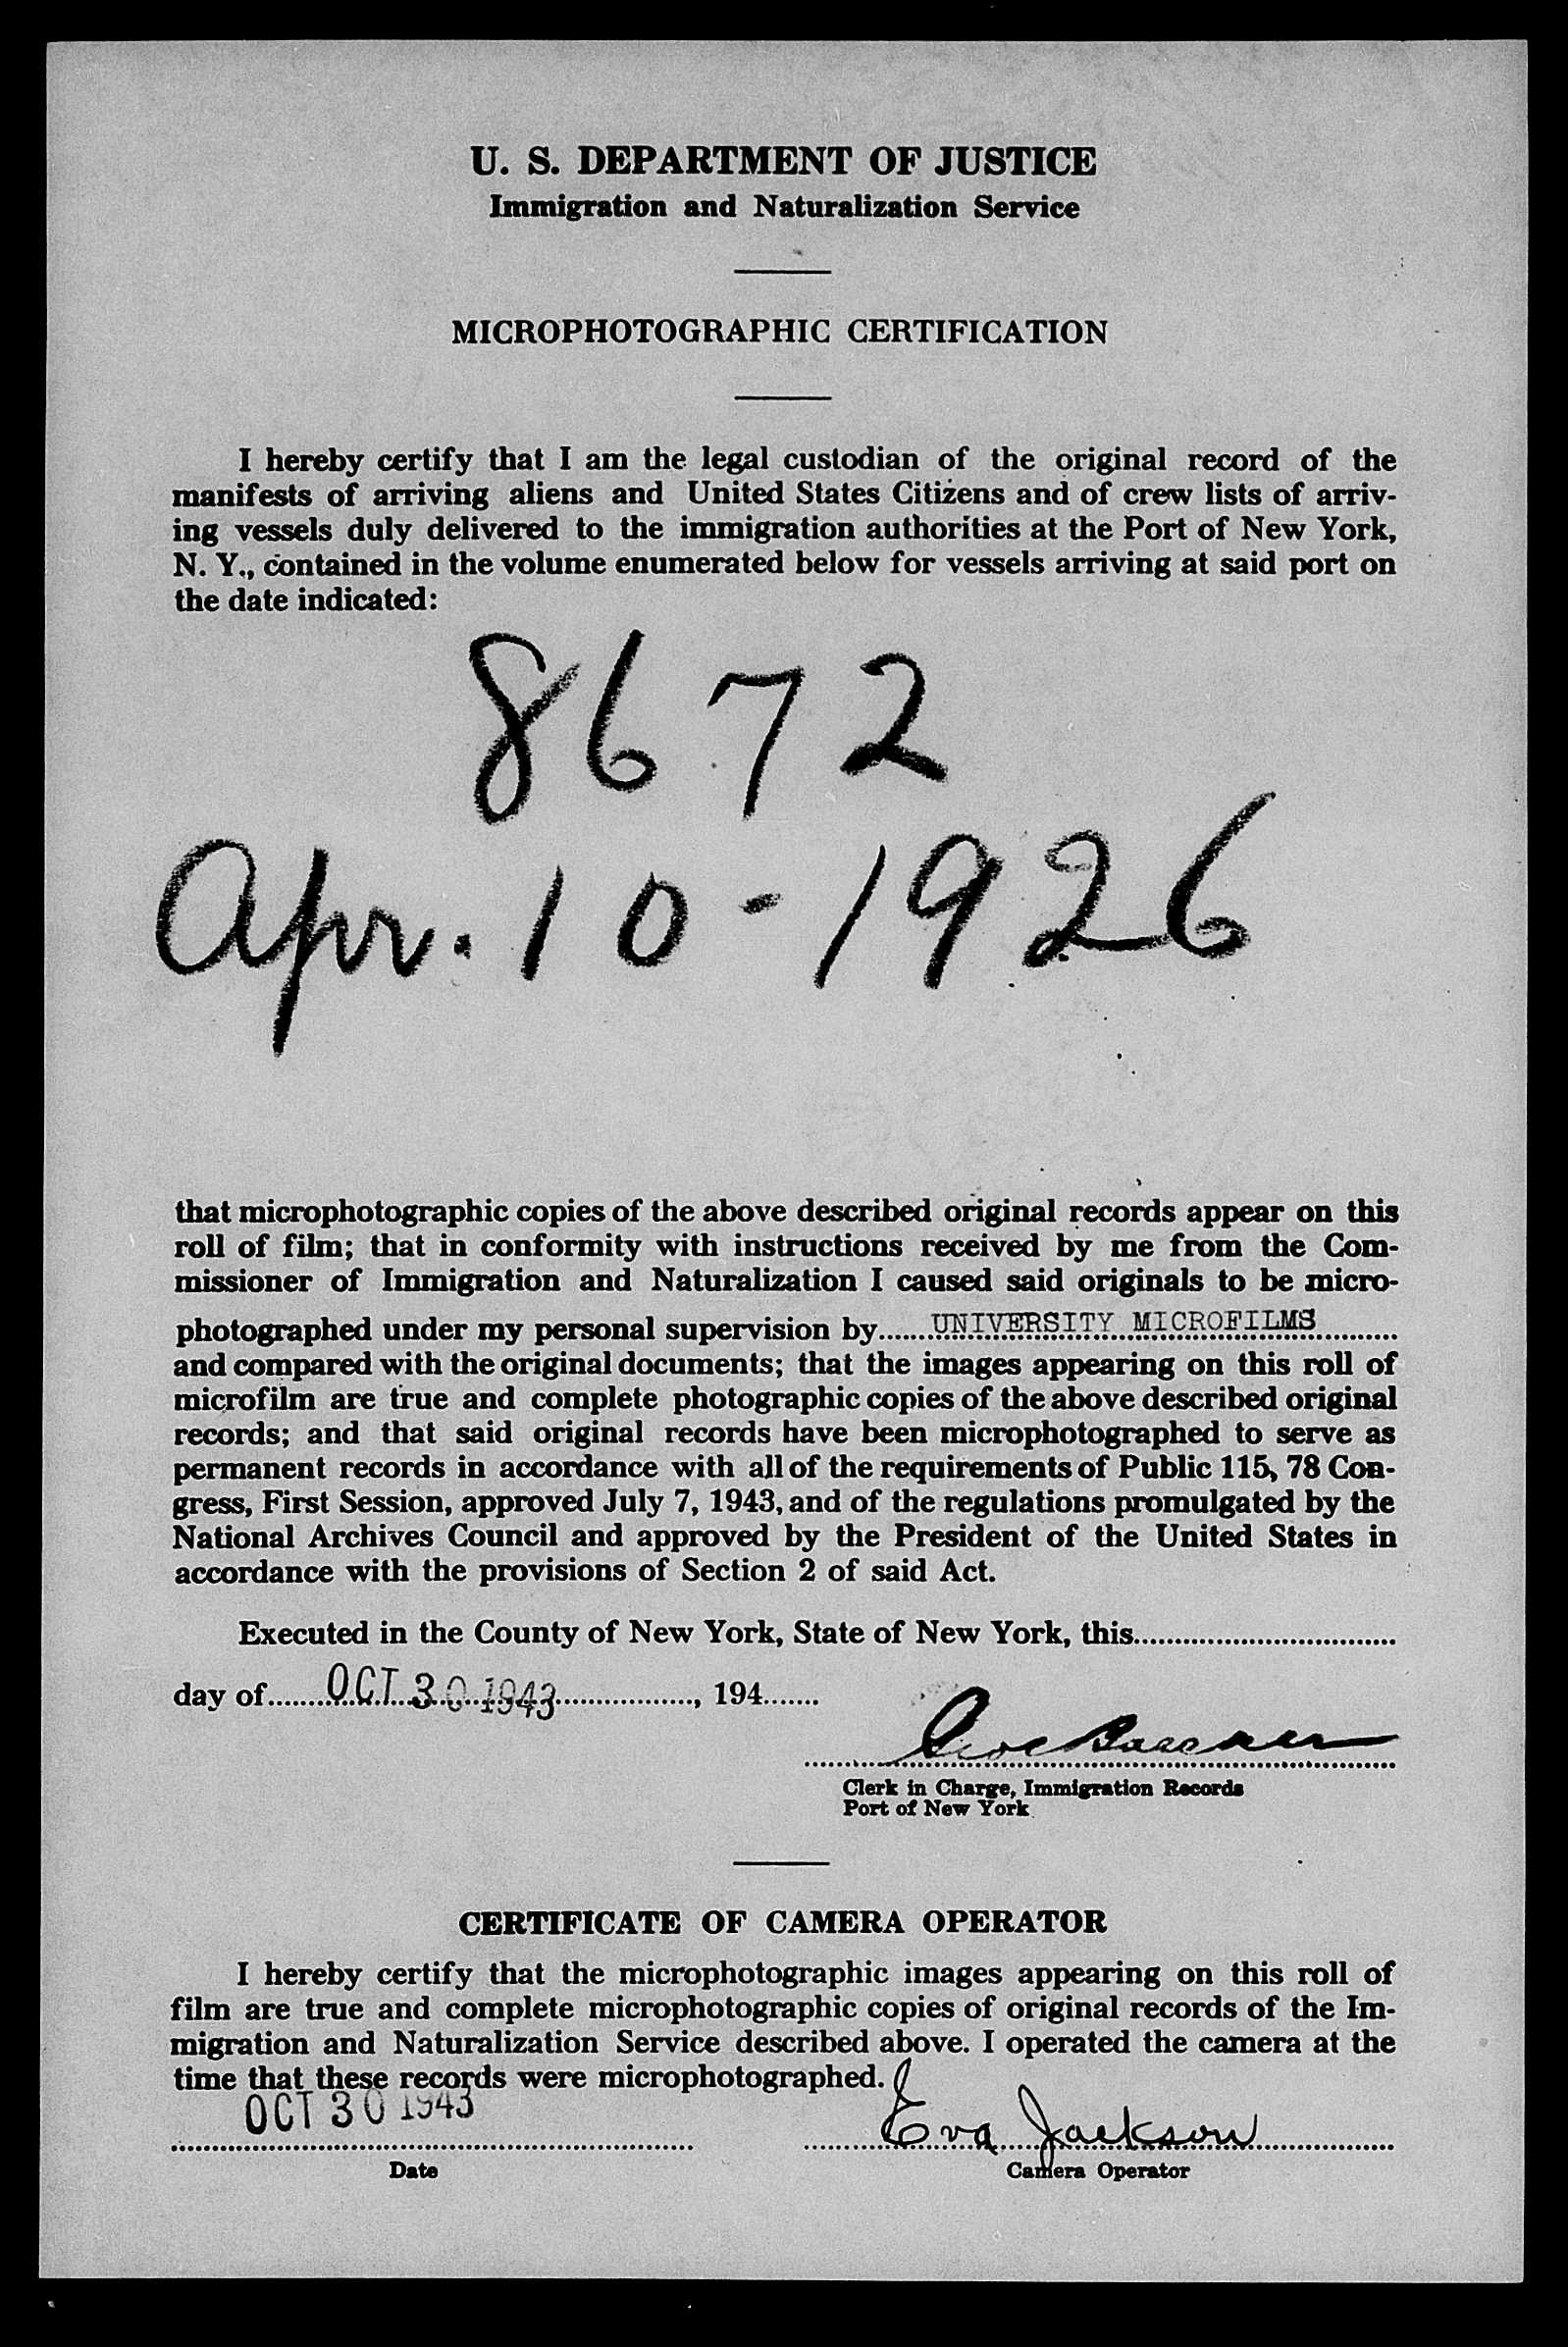 U. S. DEPARTMENT OF JUSTICE
Immigration and Naturalization Service
MICROPHOTOGRAPHIC CERTIFICATION
I hereby certify that I am the legal custodian of the original record of the
manifests of arriving aliens and United States Citizens and of crew lists of arriv-
ing vessels duly delivered to the immigration authorities at the Port of New York,
N. Y., contained in the volume enumerated below for vessels arriving at said port on
the date indicated:
8672
Apr. 10-1926
that microphotographic copies of the above described original records appear on this
roll of film; that in conformity with instructions received by me from the Com-
missioner of Immigration and Naturalization I caused said originals to be micro-
photographed under my personal supervision by UNIVERSITY MICROFILMS
and compared with the original documents; that the images appearing on this roll of
microfilm are true and complete photographic copies of the above described original
records; and that said original records have been microphotographed to serve as
permanent records in accordance with all of the requirements of Public 115, 78 Con-
gress, First Session, approved July 7, 1943, and of the regulations promulgated by the
National Archives Council and approved by the President of the United States in
accordance with the provisions of Section 2 of said Act.
Executed in the County of New York, State of New York, this
day of OCT 30 1943, 194
Clerk in Charge, Immigration Records
Port of New York
CERTIFICATE OF CAMERA OPERATOR
I hereby certify that the microphotographic images appearing on this roll of
film are true and complete microphotographic copies of original records of the Im-
migration and Naturalization Service described above. I operated the camera at the
time that these records were microphotographed.
OCT 30 1943 Eva Jackson
Date Camera Operator